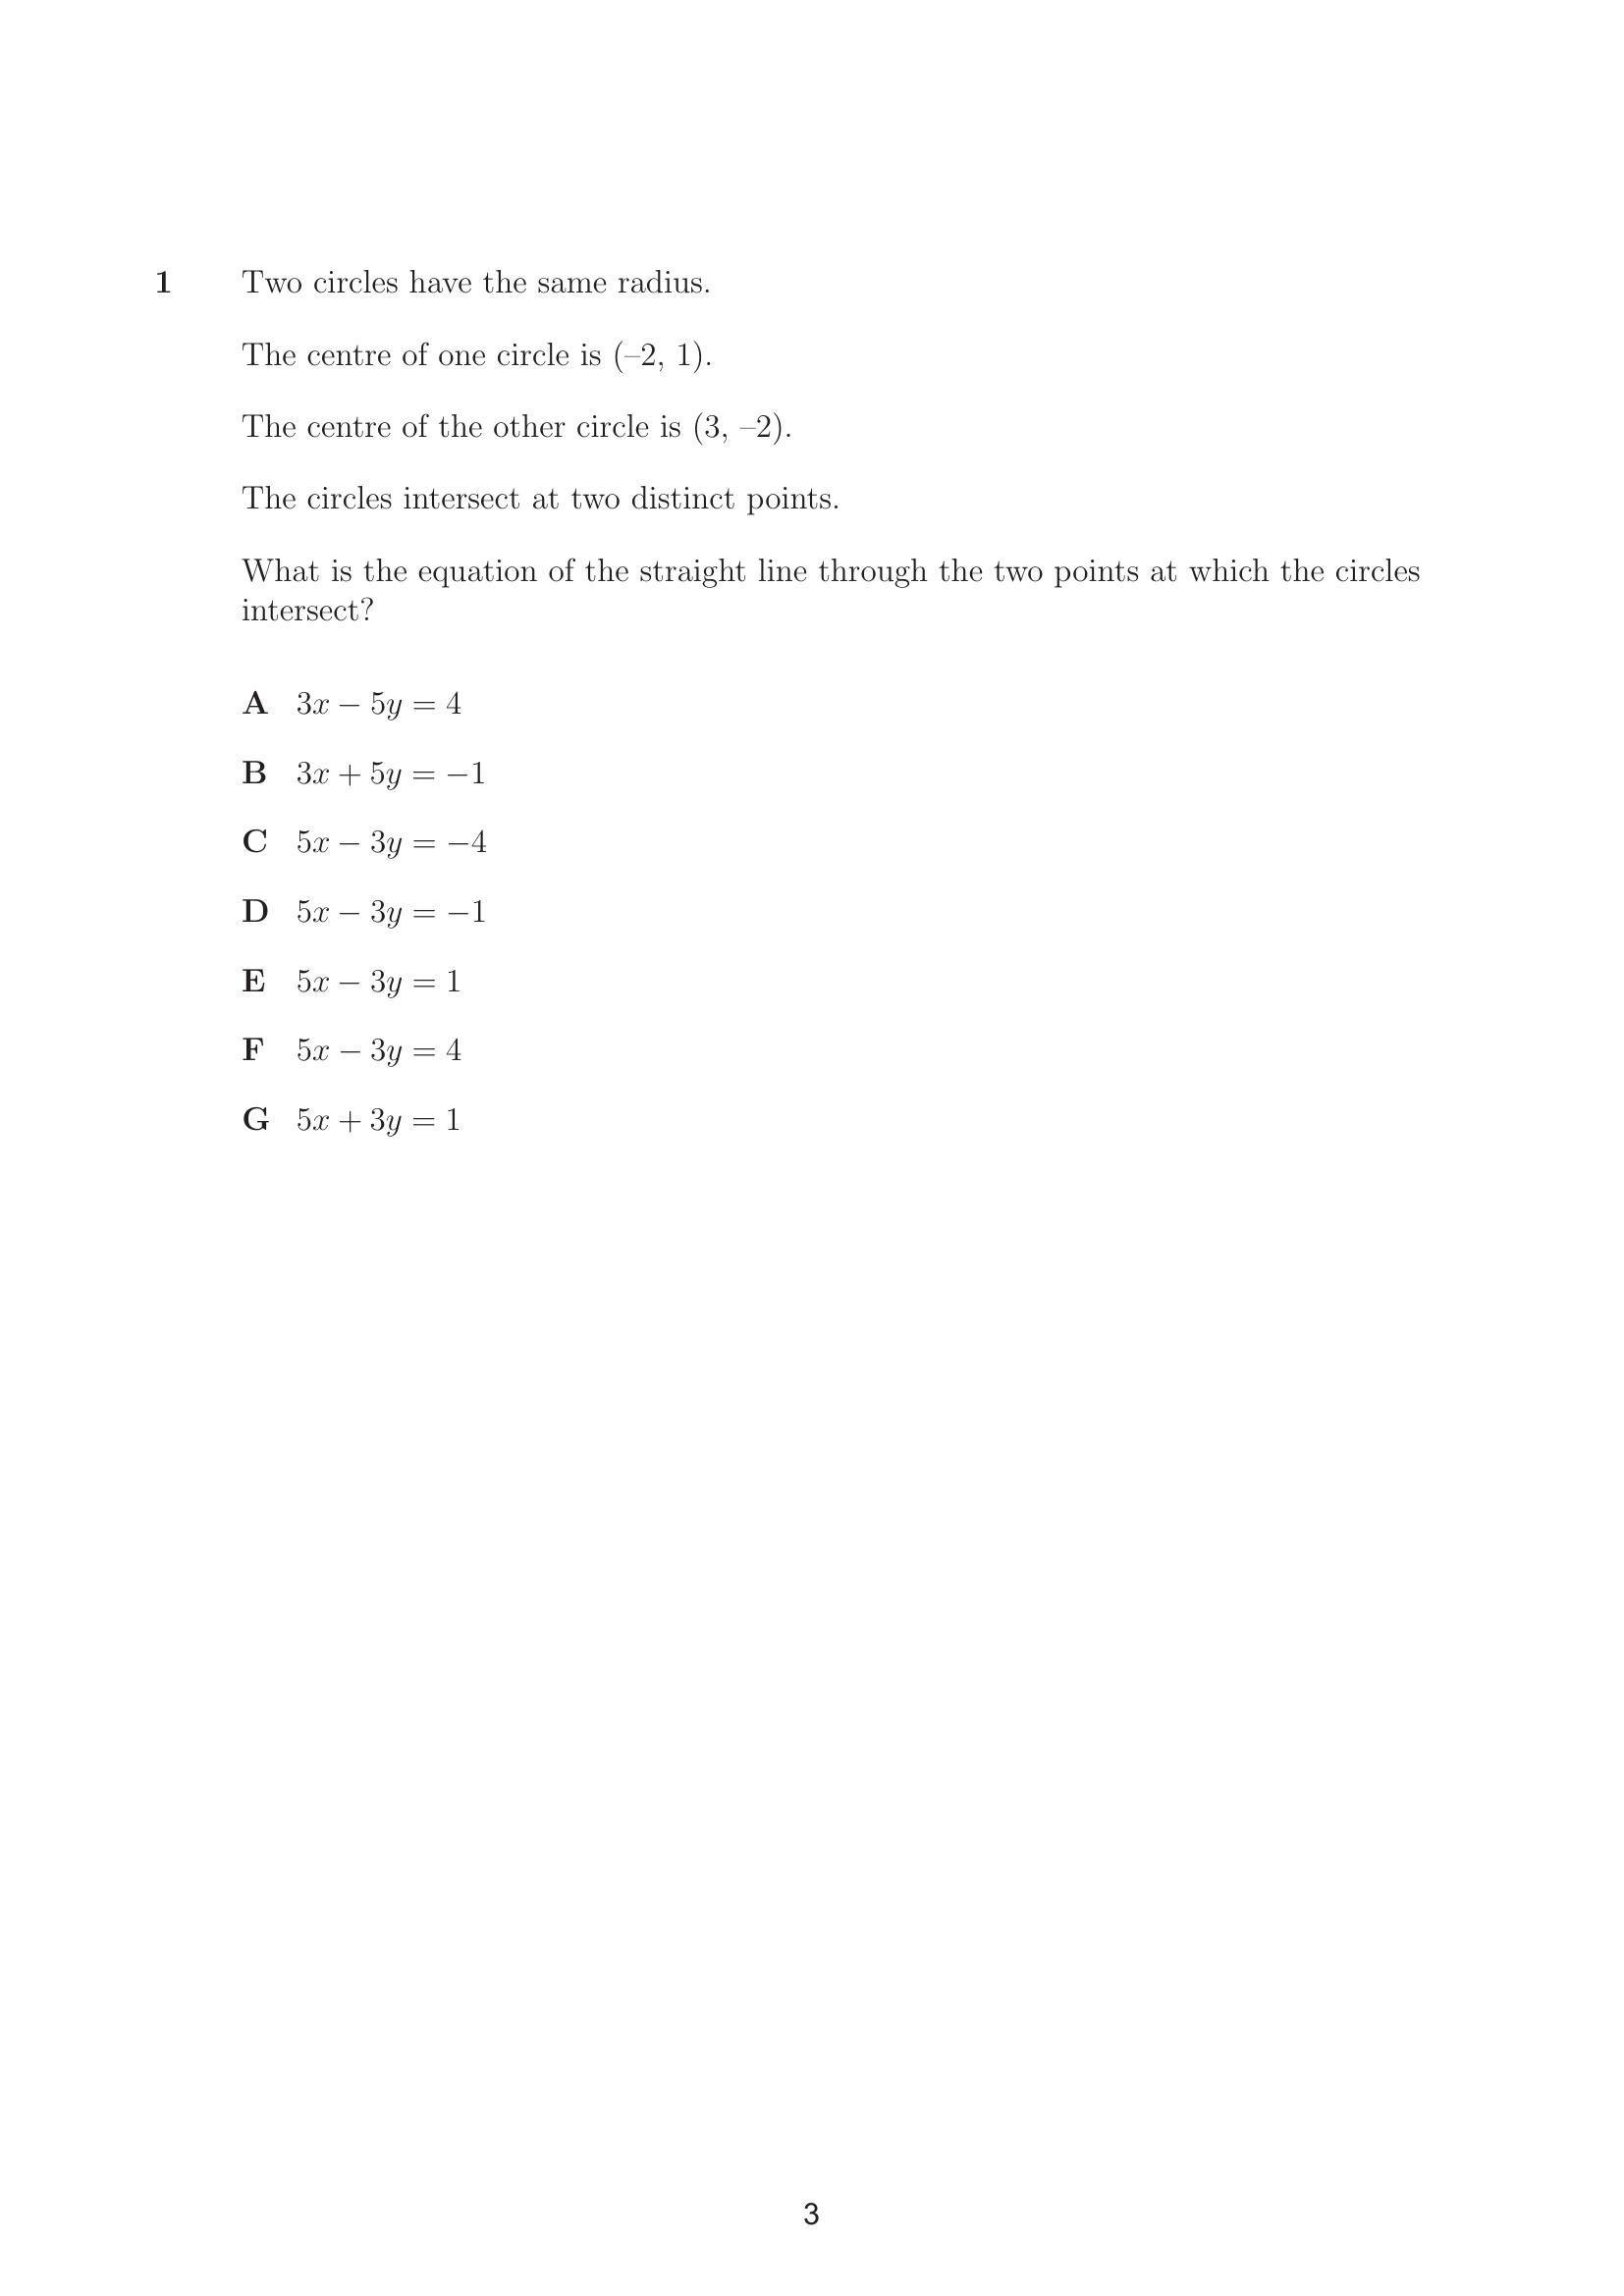 1 Two circles have the same radius.
The centre of one circle is (–2, 1).
The centre of the other circle is (3, –2).
The circles intersect at two distinct points.
What is the equation of the straight line through the two points at which the circles
intersect?
A 3x − 5y = 4
B 3x + 5y = −1
C 5x − 3y = −4
D 5x − 3y = −1
E 5x − 3y = 1
F 5x − 3y = 4
G 5x + 3y = 1
3